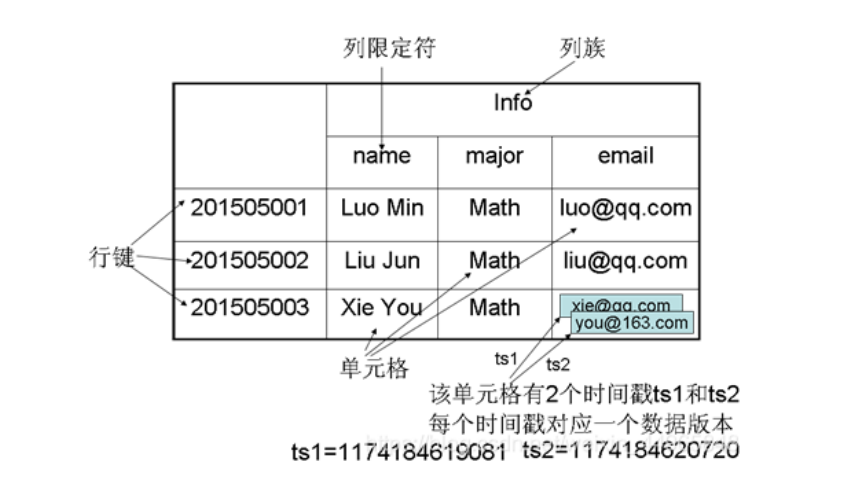 列限定符 列族
Info
name major email
201505001 Luo Min Math luo@qq.com
行键
201505002 Liu Jun Math liu@qq.com
201505003 Xie You Math xie@qq.com
you@163.com
单元格
ts1 ts2
该单元格有2个时间戳ts1和ts2
每个时间戳对应一个数据版本
ts1=1174184619081 ts2=1174184620720